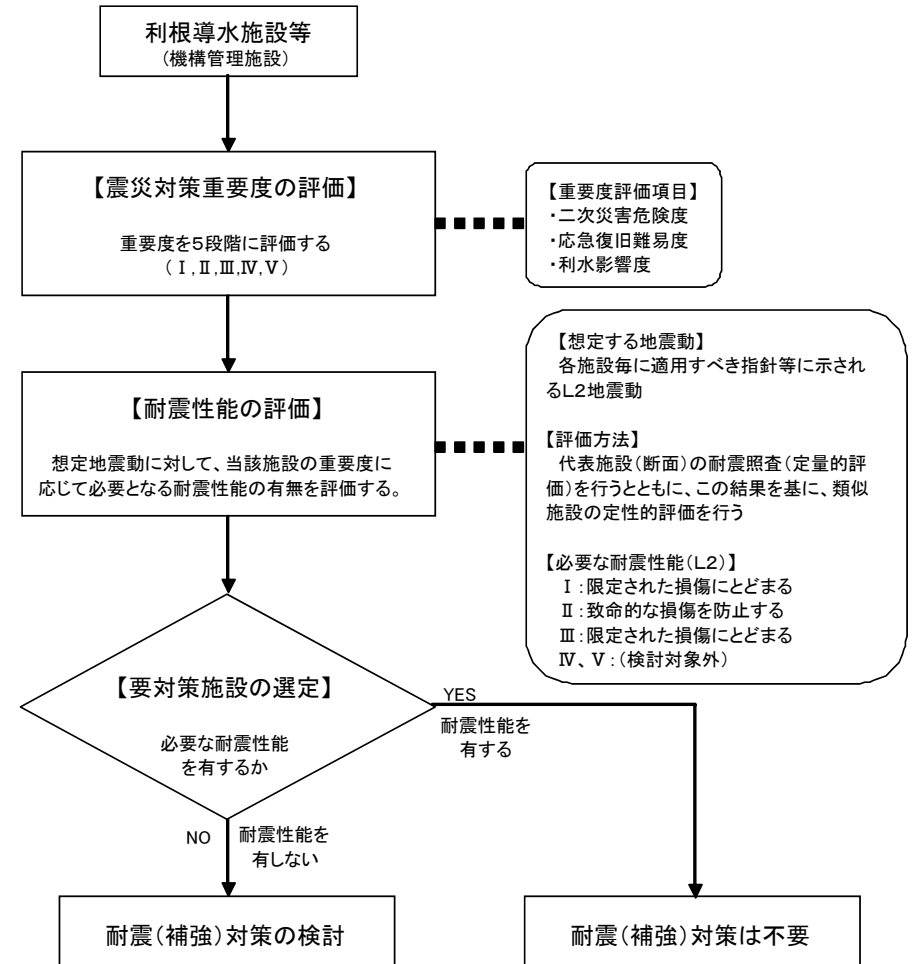 利根導水施設等
(機構管理施設)
【震災対策重要度の評価】
重要度を5段階に評価する
(Ⅰ,Ⅱ,Ⅲ,Ⅳ,Ⅴ)
【重要度評価項目】
・二次災害危険度
・応急復旧難易度
・利水影響度
【耐震性能の評価】
想定地震動に対して、当該施設の重要度に
応じて必要となる耐震性能の有無を評価する。
【想定する地震動】
各施設毎に適用すべき指針等に示され
るL2地震動
【評価方法】
代表施設(断面)の耐震照査(定量的評
価)を行うとともに、この結果を基に、類似
施設の定性的評価を行う
【必要な耐震性能(L2)】
Ⅰ:限定された損傷にとどまる
Ⅱ:致命的な損傷を防止する
Ⅲ:限定された損傷にとどまる
Ⅳ、Ⅴ:(検討対象外)
【要対策施設の選定】
必要な耐震性能
を有するか
YES
耐震性能を
有する
NO
耐震性能を
有しない
耐震(補強)対策の検討
耐震(補強)対策は不要